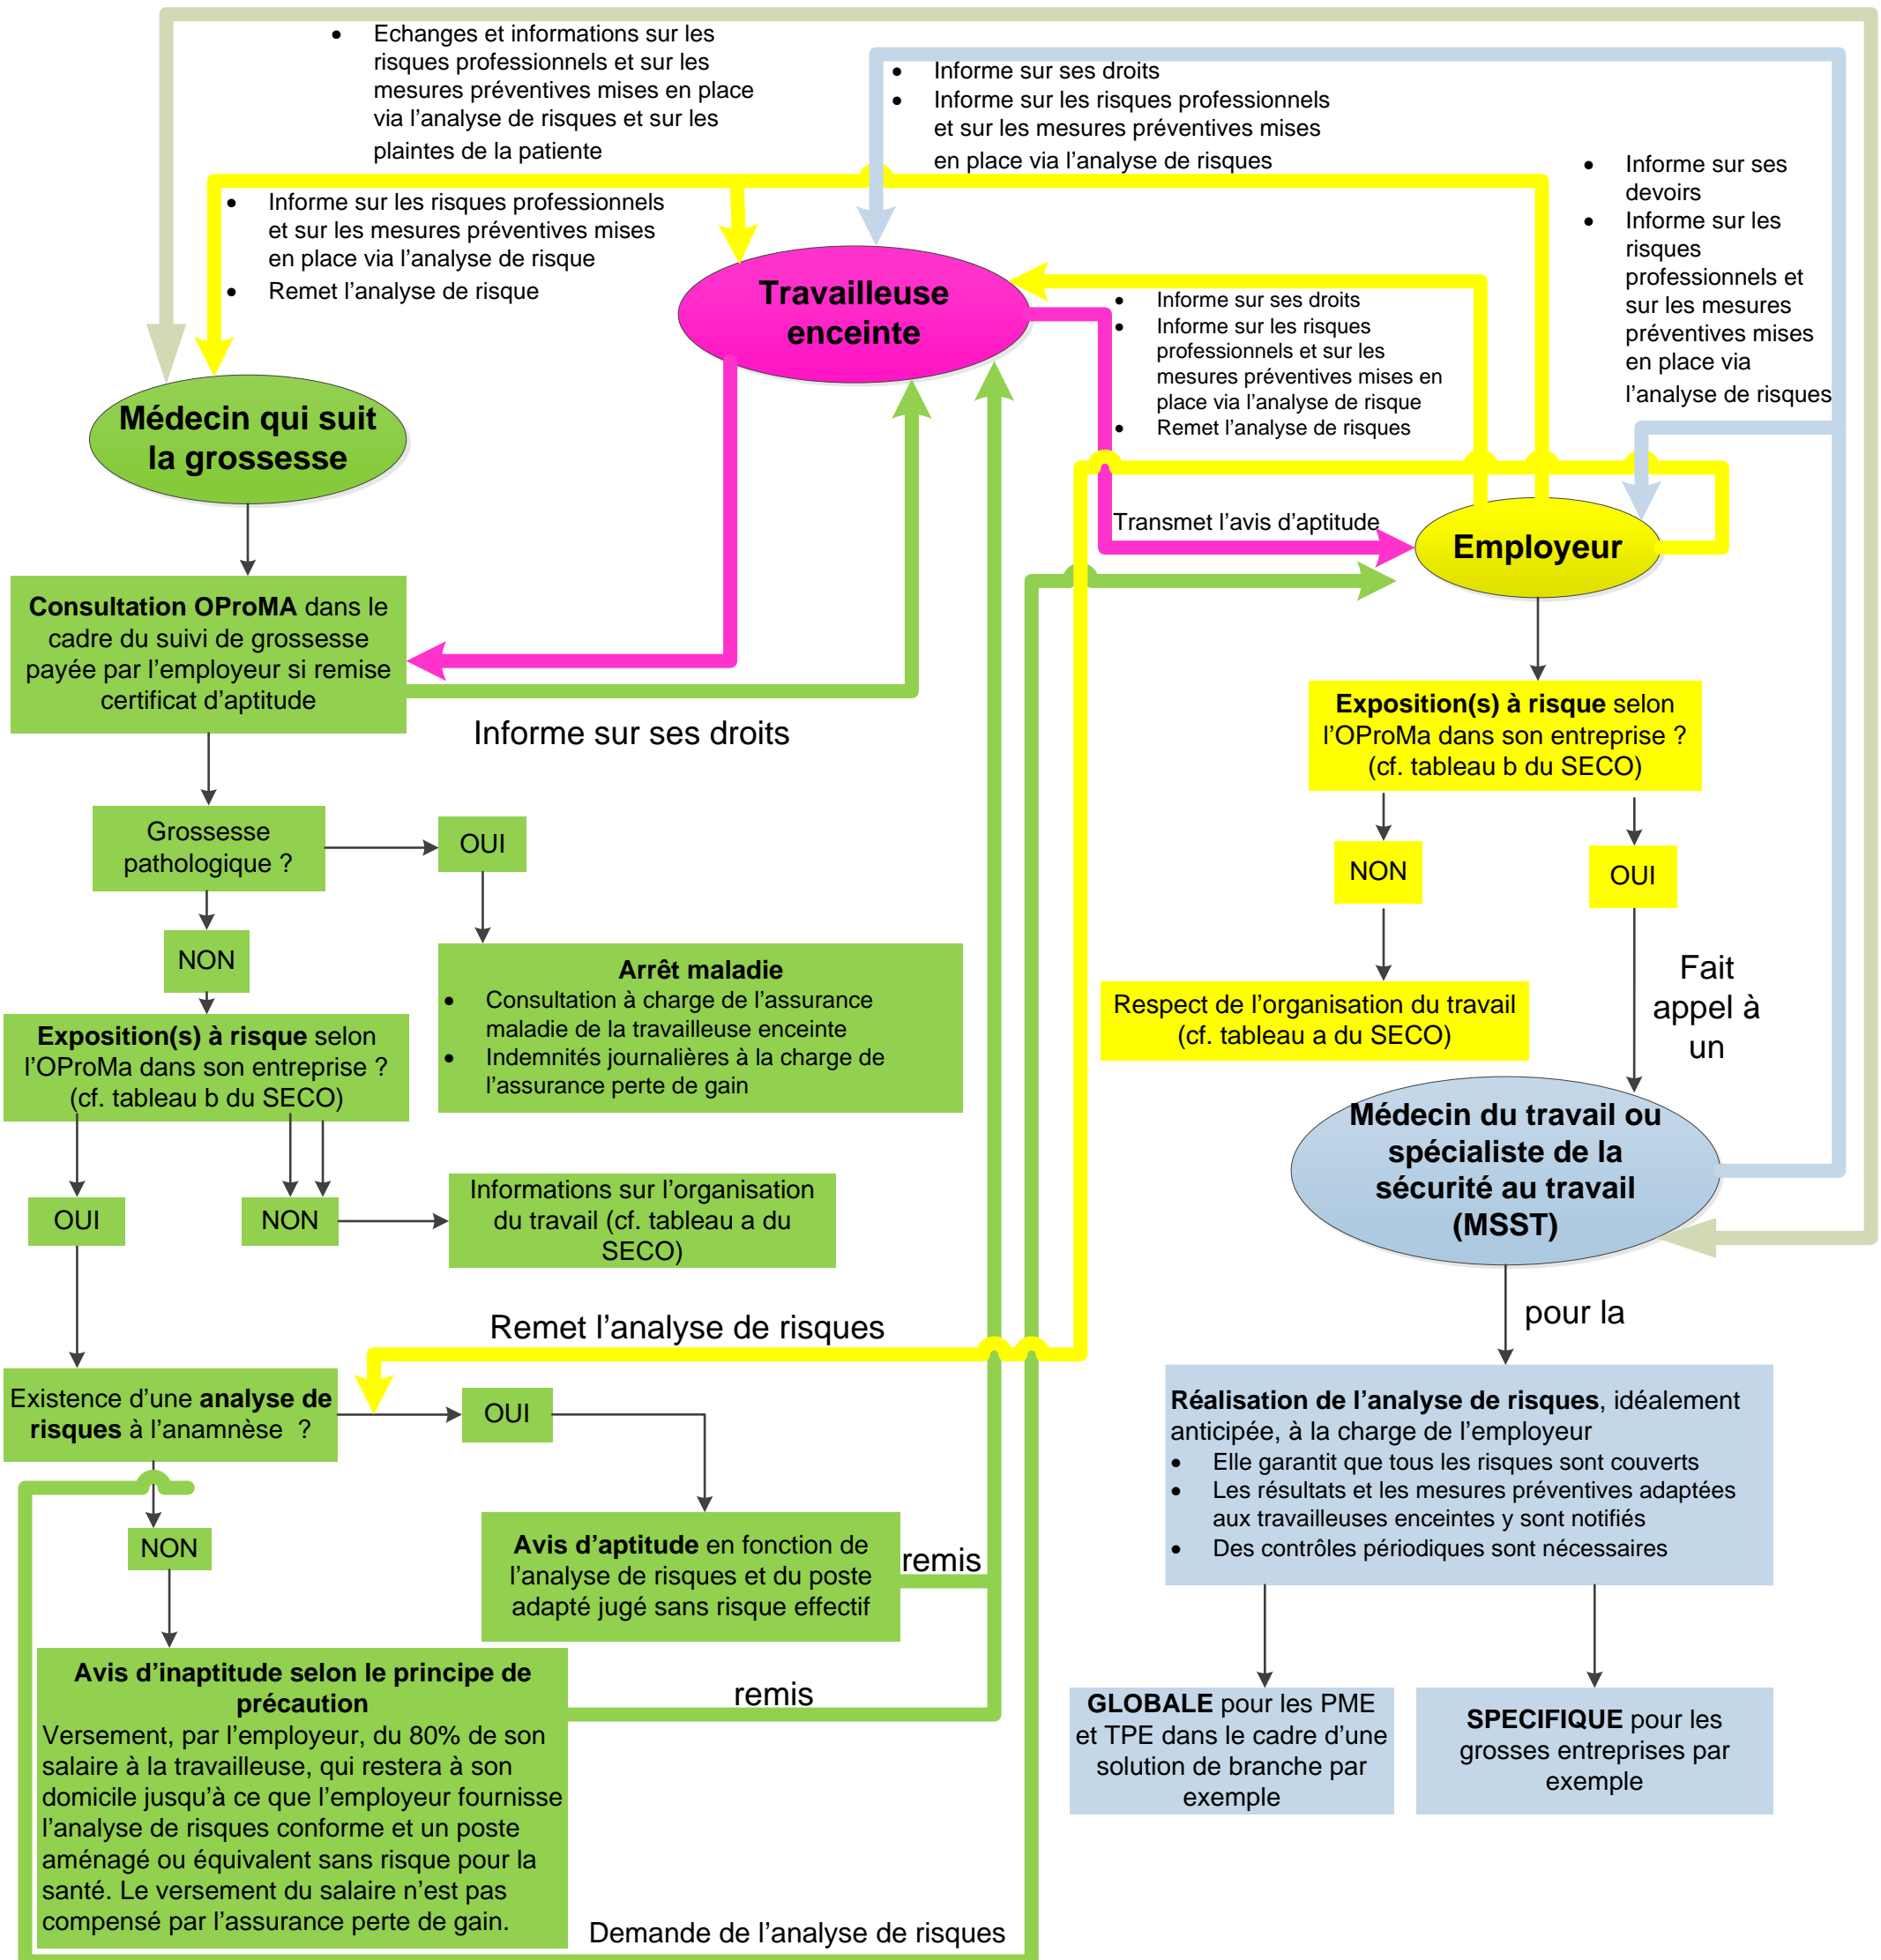 • Echanges et informations sur les
risques professionnels et sur les
mesures préventives mises en place
via l’analyse de risques et sur les
plaintes de la patiente
• Informe sur ses droits
• Informe sur les risques professionnels
et sur les mesures préventives mises
en place via l’analyse de risques
• Informe sur ses
devoirs
• Informe sur les
risques
professionnels et
sur les mesures
préventives mises
en place via
l’analyse de risques
• Informe sur les risques professionnels
et sur les mesures préventives mises
en place via l’analyse de risque
• Remet l’analyse de risque
Travailleuse
enceinte
• Informe sur ses droits
• Informe sur les risques
professionnels et sur les
mesures préventives mises en
place via l’analyse de risque
• Remet l’analyse de risques
Médecin qui suit
la grossesse
Transmet l’avis d’aptitude
Employeur
Consultation OProMA dans le
cadre du suivi de grossesse
payée par l’employeur si remise
certificat d’aptitude
Informe sur ses droits
Exposition(s) à risque selon
l’OProMa dans son entreprise ?
(cf. tableau b du SECO)
NON
OUI
Respect de l’organisation du travail
(cf. tableau a du SECO)
Fait
appel à
un
Grossesse
pathologique ?
OUI
NON
Arrêt maladie
• Consultation à charge de l’assurance
maladie de la travailleuse enceinte
• Indemnités journalières à la charge de
l’assurance perte de gain
Exposition(s) à risque selon
l’OProMa dans son entreprise ?
(cf. tableau b du SECO)
OUI
NON
Informations sur l’organisation
du travail (cf. tableau a du
SECO)
Médecin du travail ou
spécialiste de la
sécurité au travail
(MSST)
pour la
Remet l’analyse de risques
Existence d’une analyse de
risques à l’anamnèse ?
OUI
NON
Avis d’aptitude en fonction de
l’analyse de risques et du poste
adapté jugé sans risque effectif
remis
Réalisation de l’analyse de risques, idéalement
anticipée, à la charge de l’employeur
• Elle garantit que tous les risques sont couverts
• Les résultats et les mesures préventives adaptées
aux travailleuses enceintes y sont notifiés
• Des contrôles périodiques sont nécessaires
Avis d’inaptitude selon le principe de
précaution
Versement, par l’employeur, du 80% de son
salaire à la travailleuse, qui restera à son
domicile jusqu’à ce que l’employeur fournisse
l’analyse de risques conforme et un poste
aménagé ou équivalent sans risque pour la
santé. Le versement du salaire n’est pas
compensé par l’assurance perte de gain.
remis
GLOBALE pour les PME
et TPE dans le cadre d’une
solution de branche par
exemple
SPECIFIQUE pour les
grosses entreprises par
exemple
Demande de l’analyse de risques